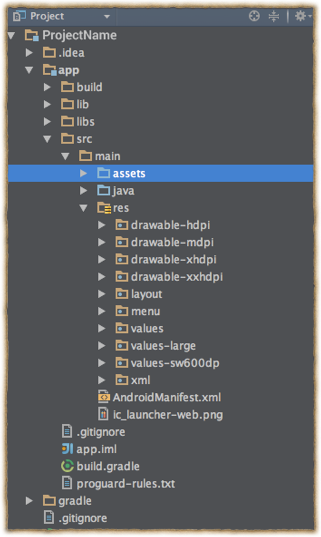 Project
ProjectName
.idea
app
build
lib
libs
src
main
assets
java
res
drawable-hdpi
drawable-mdpi
drawable-xhdpi
drawable-xxhdpi
layout
menu
values
values-large
values-sw600dp
xml
AndroidManifest.xml
ic_launcher-web.png
.gitignore
app.iml
build.gradle
proguard-rules.txt
gradle
.gitignore